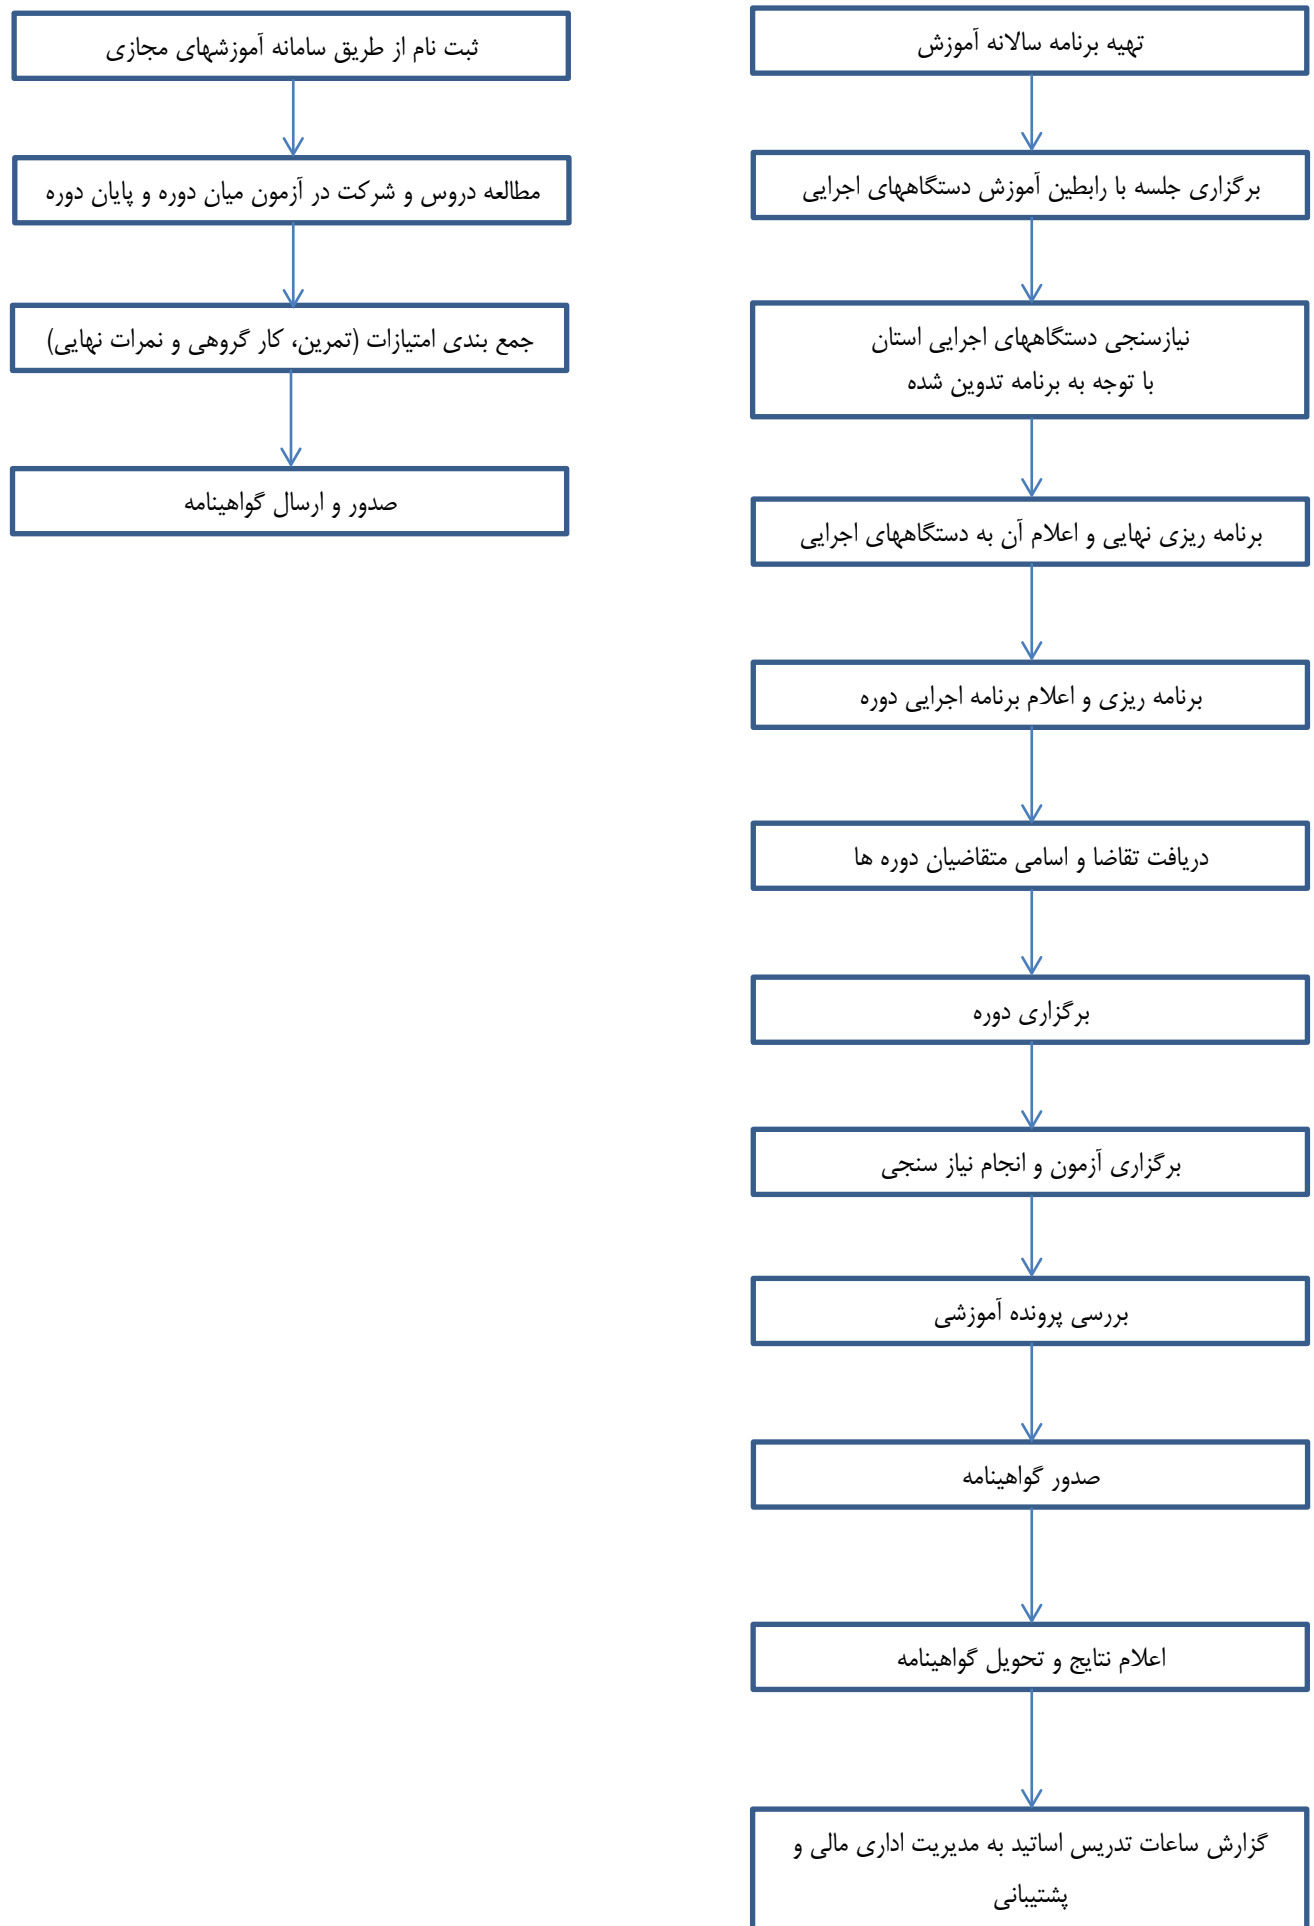 تهیه برنامه سالانه آموزش
برگزاری جلسه با رابطین آموزش دستگاههای اجرایی
نیازسنجی دستگاههای اجرایی استان
با توجه به برنامه تدوین شده
برنامه ریزی نهایی و اعلام آن به دستگاههای اجرایی
برنامه ریزی و اعلام برنامه اجرایی دوره
دریافت تقاضا و اسامی متقاضیان دوره ها
برگزاری دوره
برگزاری آزمون و انجام نیاز سنجی
بررسی پرونده آموزشی
صدور گواهینامه
اعلام نتایج و تحویل گواهینامه
گزارش ساعات تدریس اساتید به مدیریت اداری مالی و
پشتیبانی
ثبت نام از طریق سامانه آموزشهای مجازی
مطالعه دروس و شرکت در آزمون میان دوره و پایان دوره
جمع بندی امتیازات (تمرین، کار گروهی و نمرات نهایی)
صدور و ارسال گواهینامه